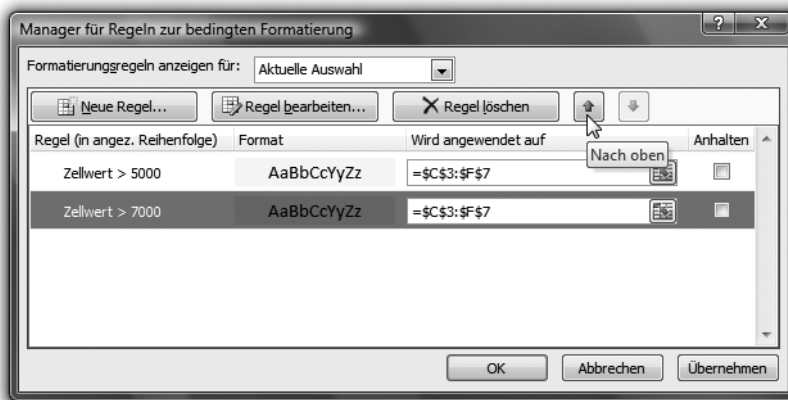 Manager für Regeln zur bedingten Formatierung
Formatierungsregeln anzeigen für: Aktuelle Auswahl
Neue Regel... Regel bearbeiten... Regel löschen
Regel (in angez. Reihenfolge) Format Wird angewendet auf Anhalten
Nach oben
Zellwert > 5000 AaBbCcYyZz =$C$3:$F$7
Zellwert > 7000 AaBbCcYyZz =$C$3:$F$7
OK Abbrechen Übernehmen